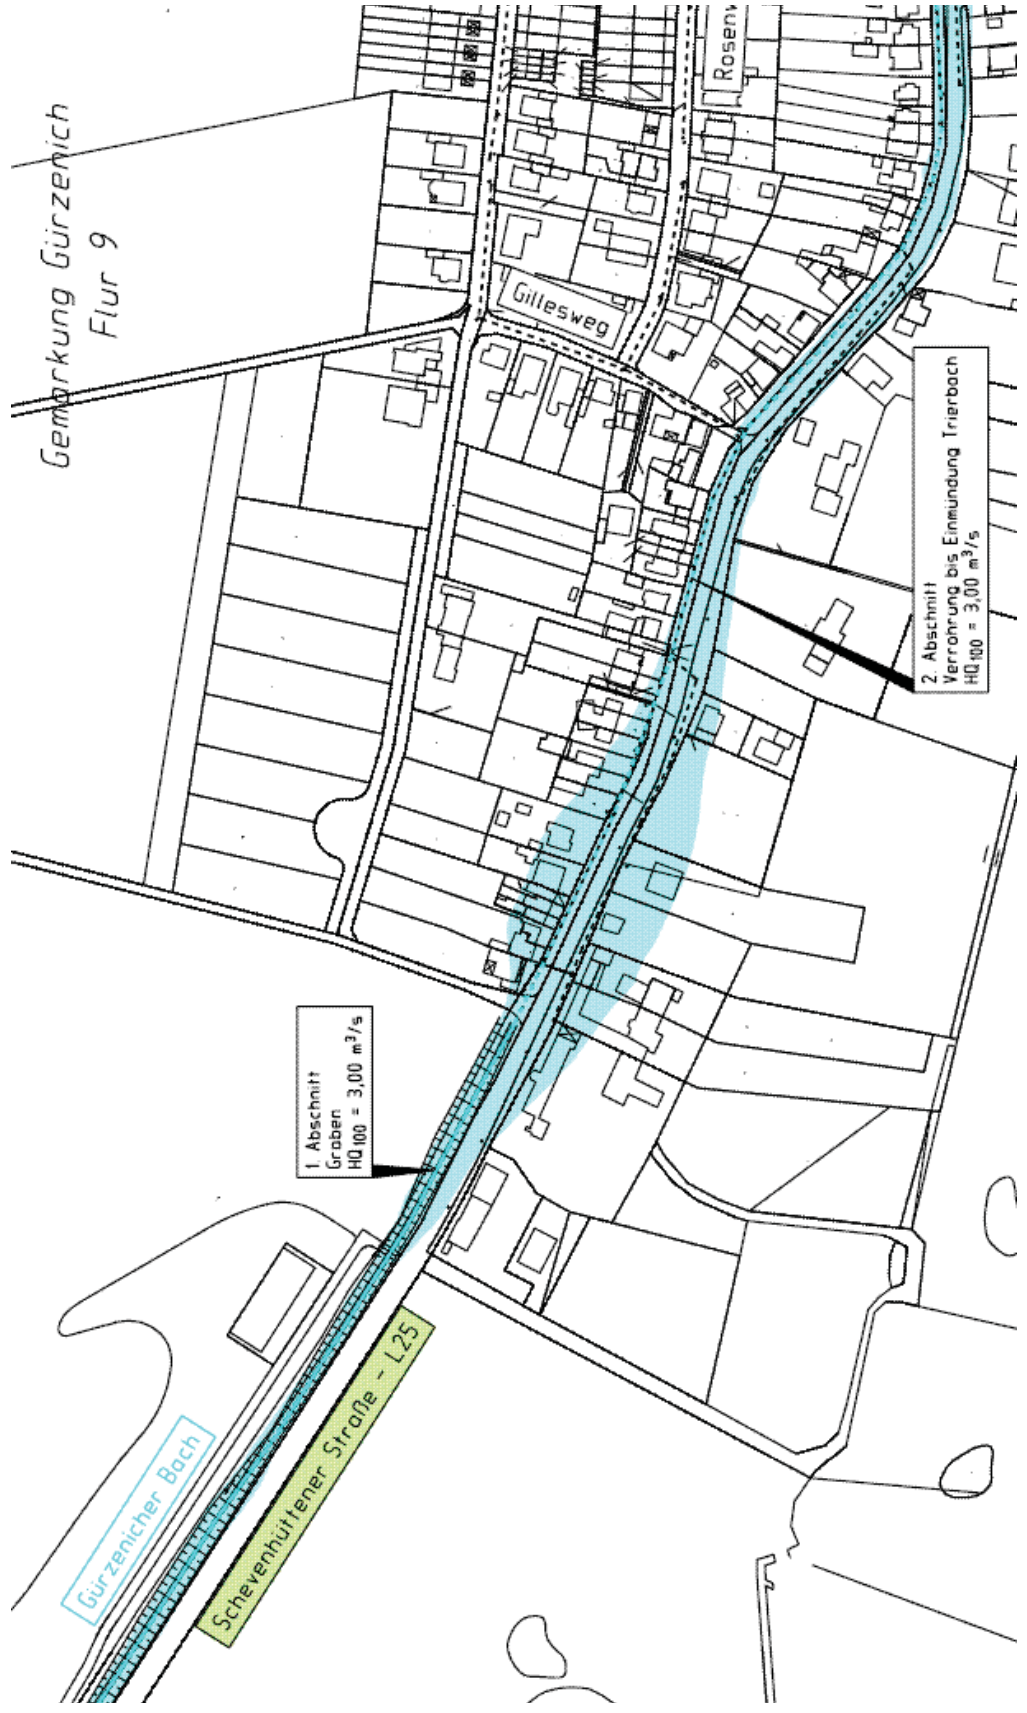 Gemarkung Gürzenich
Flur 9
Gillesweg
1. Abschnitt
Graben
HQ100 = 3,00 m³/s
2. Abschnitt
Verrohrung bis Einmündung Trierbach
HQ100 = 3,00 m³/s
Gürzenicher Bach
Schevenhüttener Straße - L25